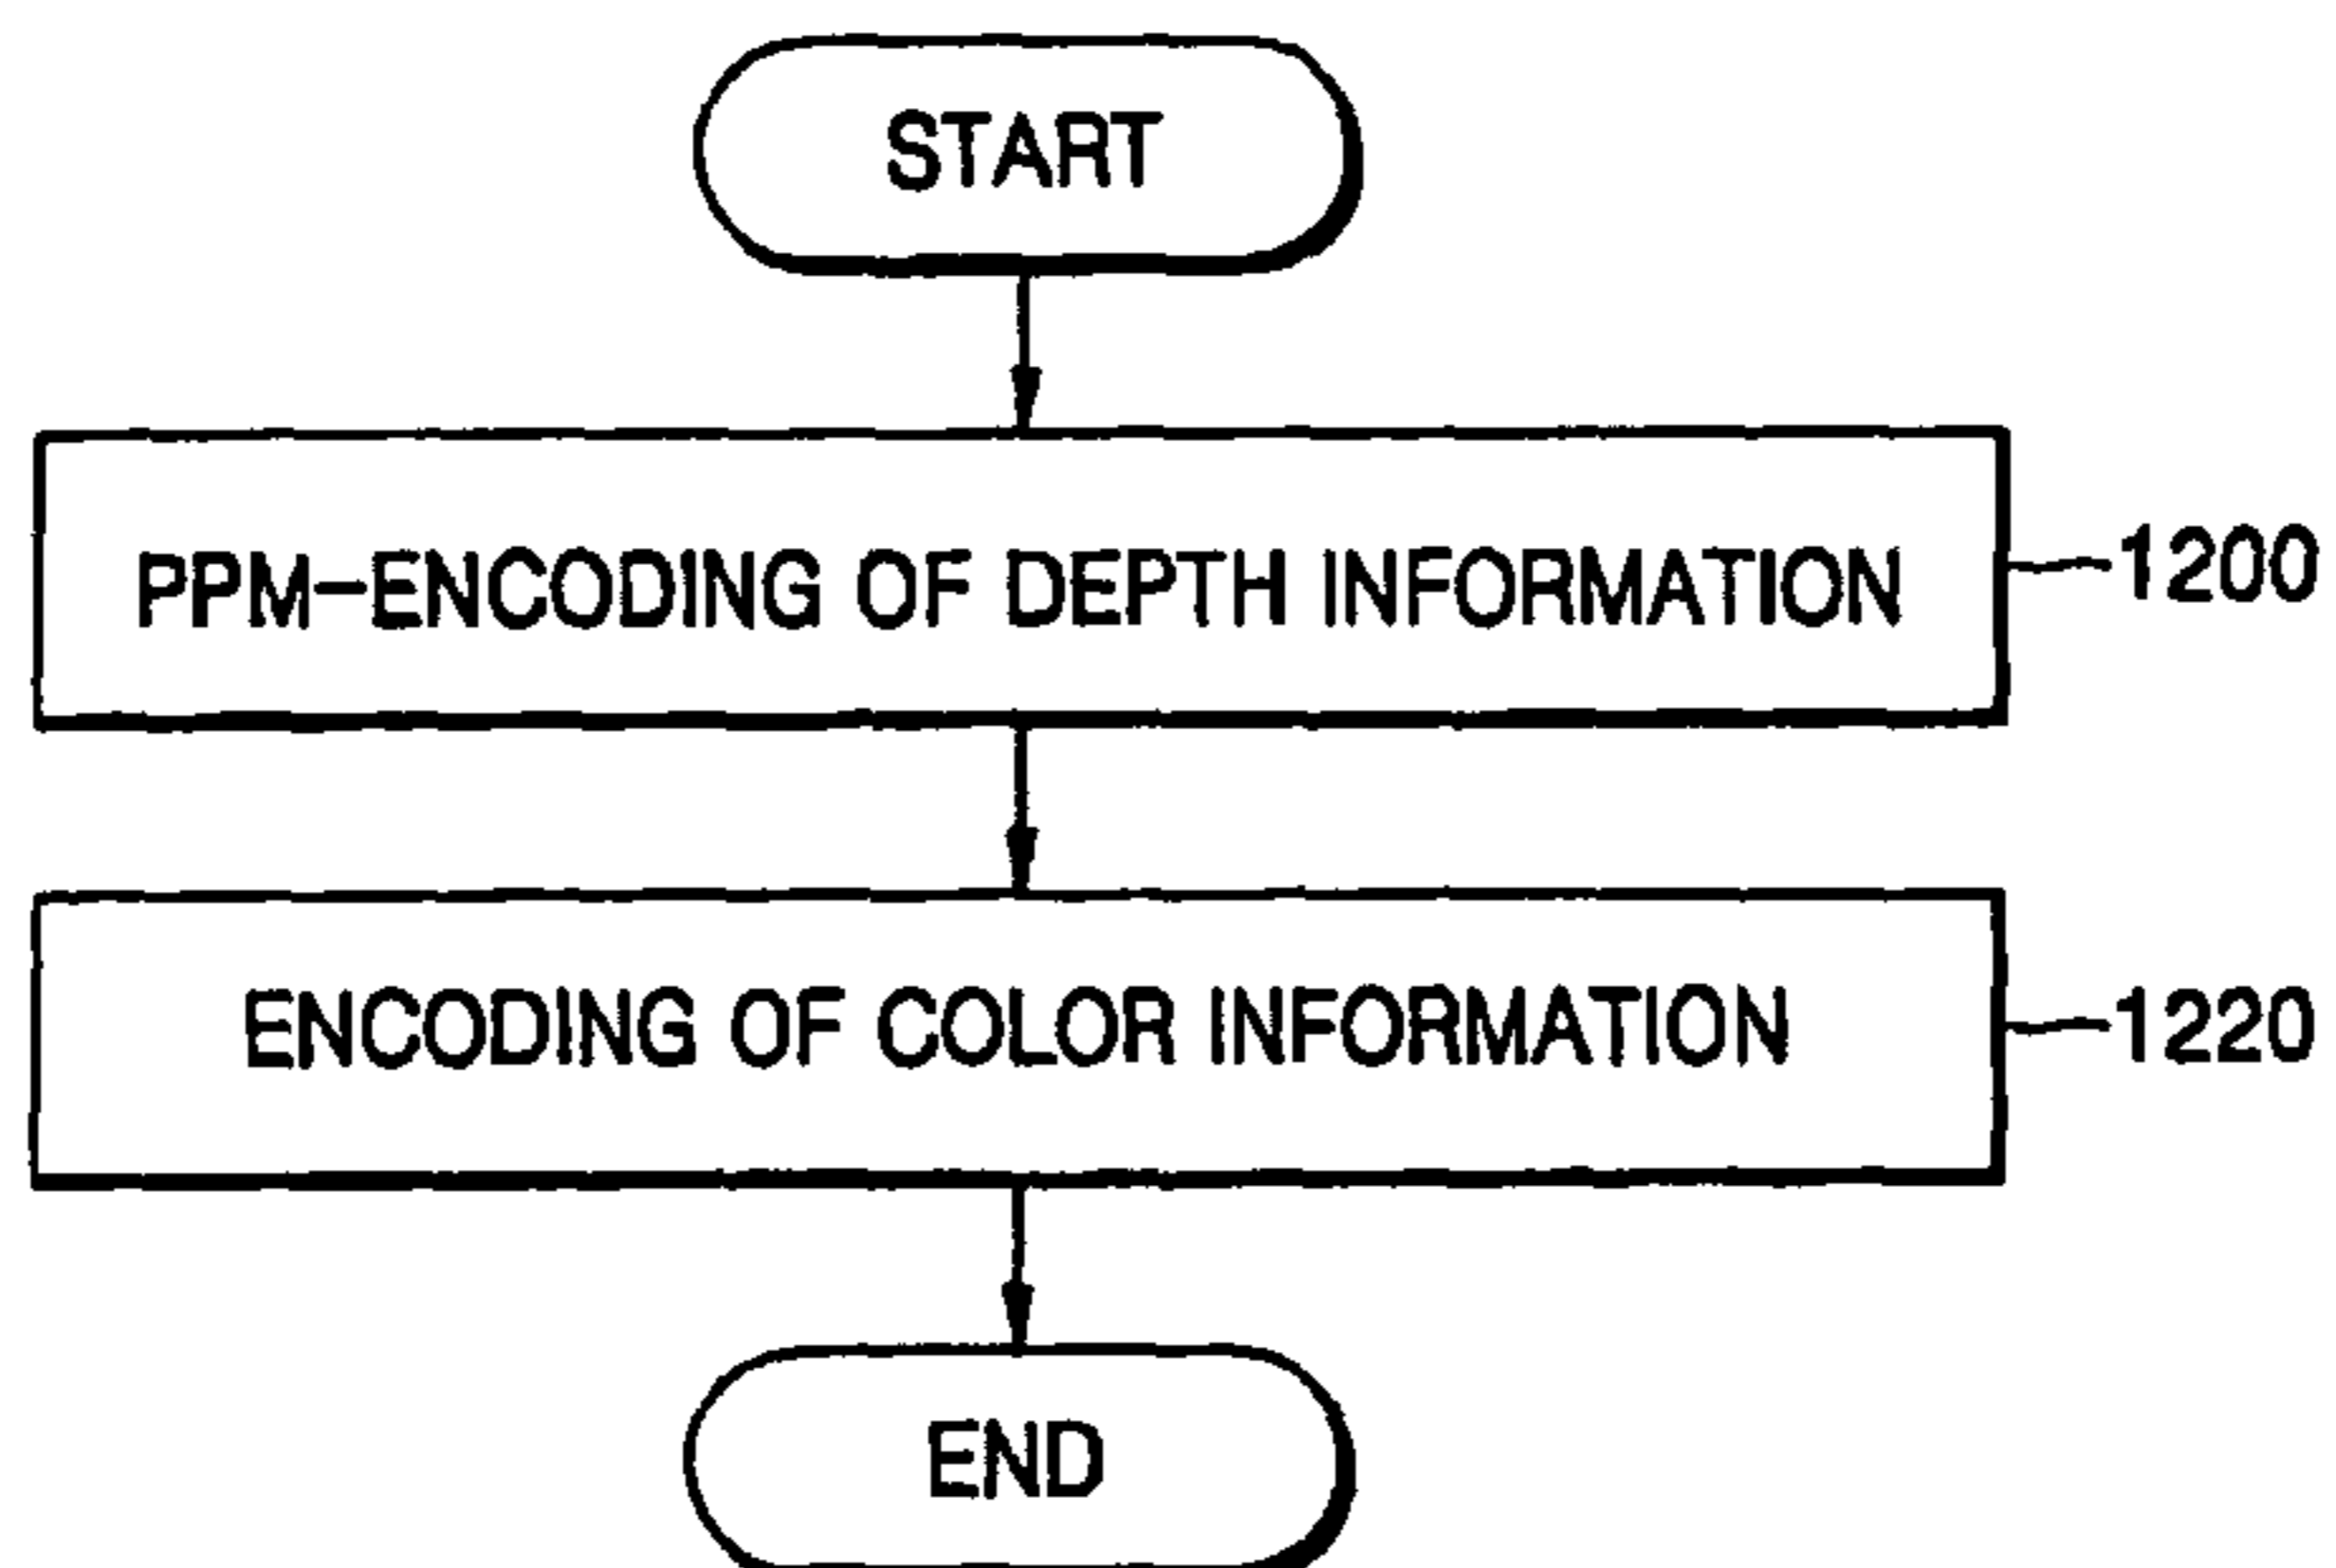 START
PPM-ENCODING OF DEPTH INFORMATION
1200
ENCODING OF COLOR INFORMATION
1220
END